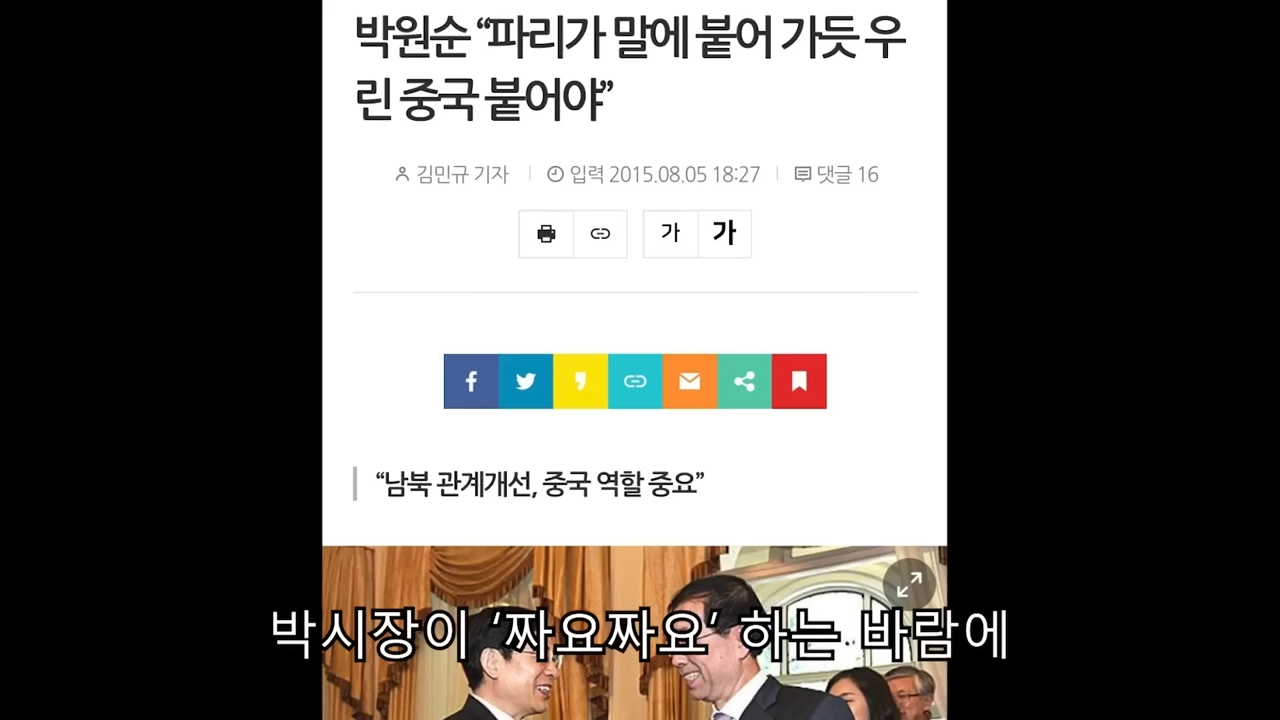 박원순 “파리가 말에 붙어 가듯 우
린 중국 붙어야”
김민규 기자
입력 2015.08.05 18:27
댓글 16
가
가
“남북 관계개선, 중국 역할 중요”
박시장이 ‘짜요짜요’ 하는 바람에